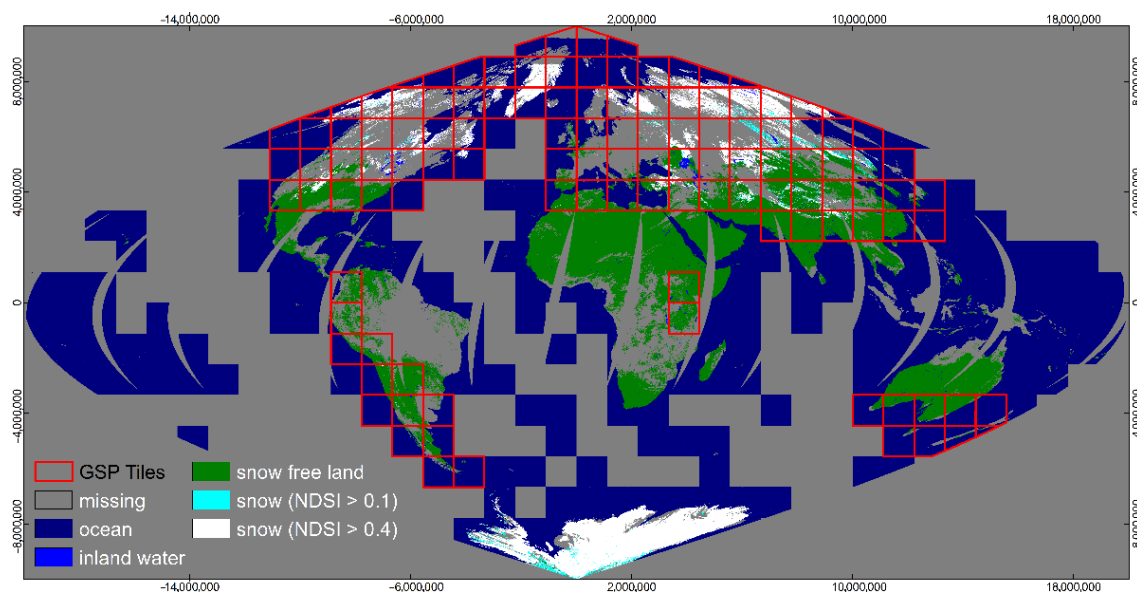 -14,000,000 -6,000,000 2,000,000 10,000,000 18,000,000
8,000,000 8,000,000
4,000,000 4,000,000
0 0
-4,000,000 -4,000,000
-8,000,000 -8,000,000
GSP Tiles snow free land
missing snow (NDSI > 0.1)
ocean snow (NDSI > 0.4)
inland water
-14,000,000 -6,000,000 2,000,000 10,000,000 18,000,000